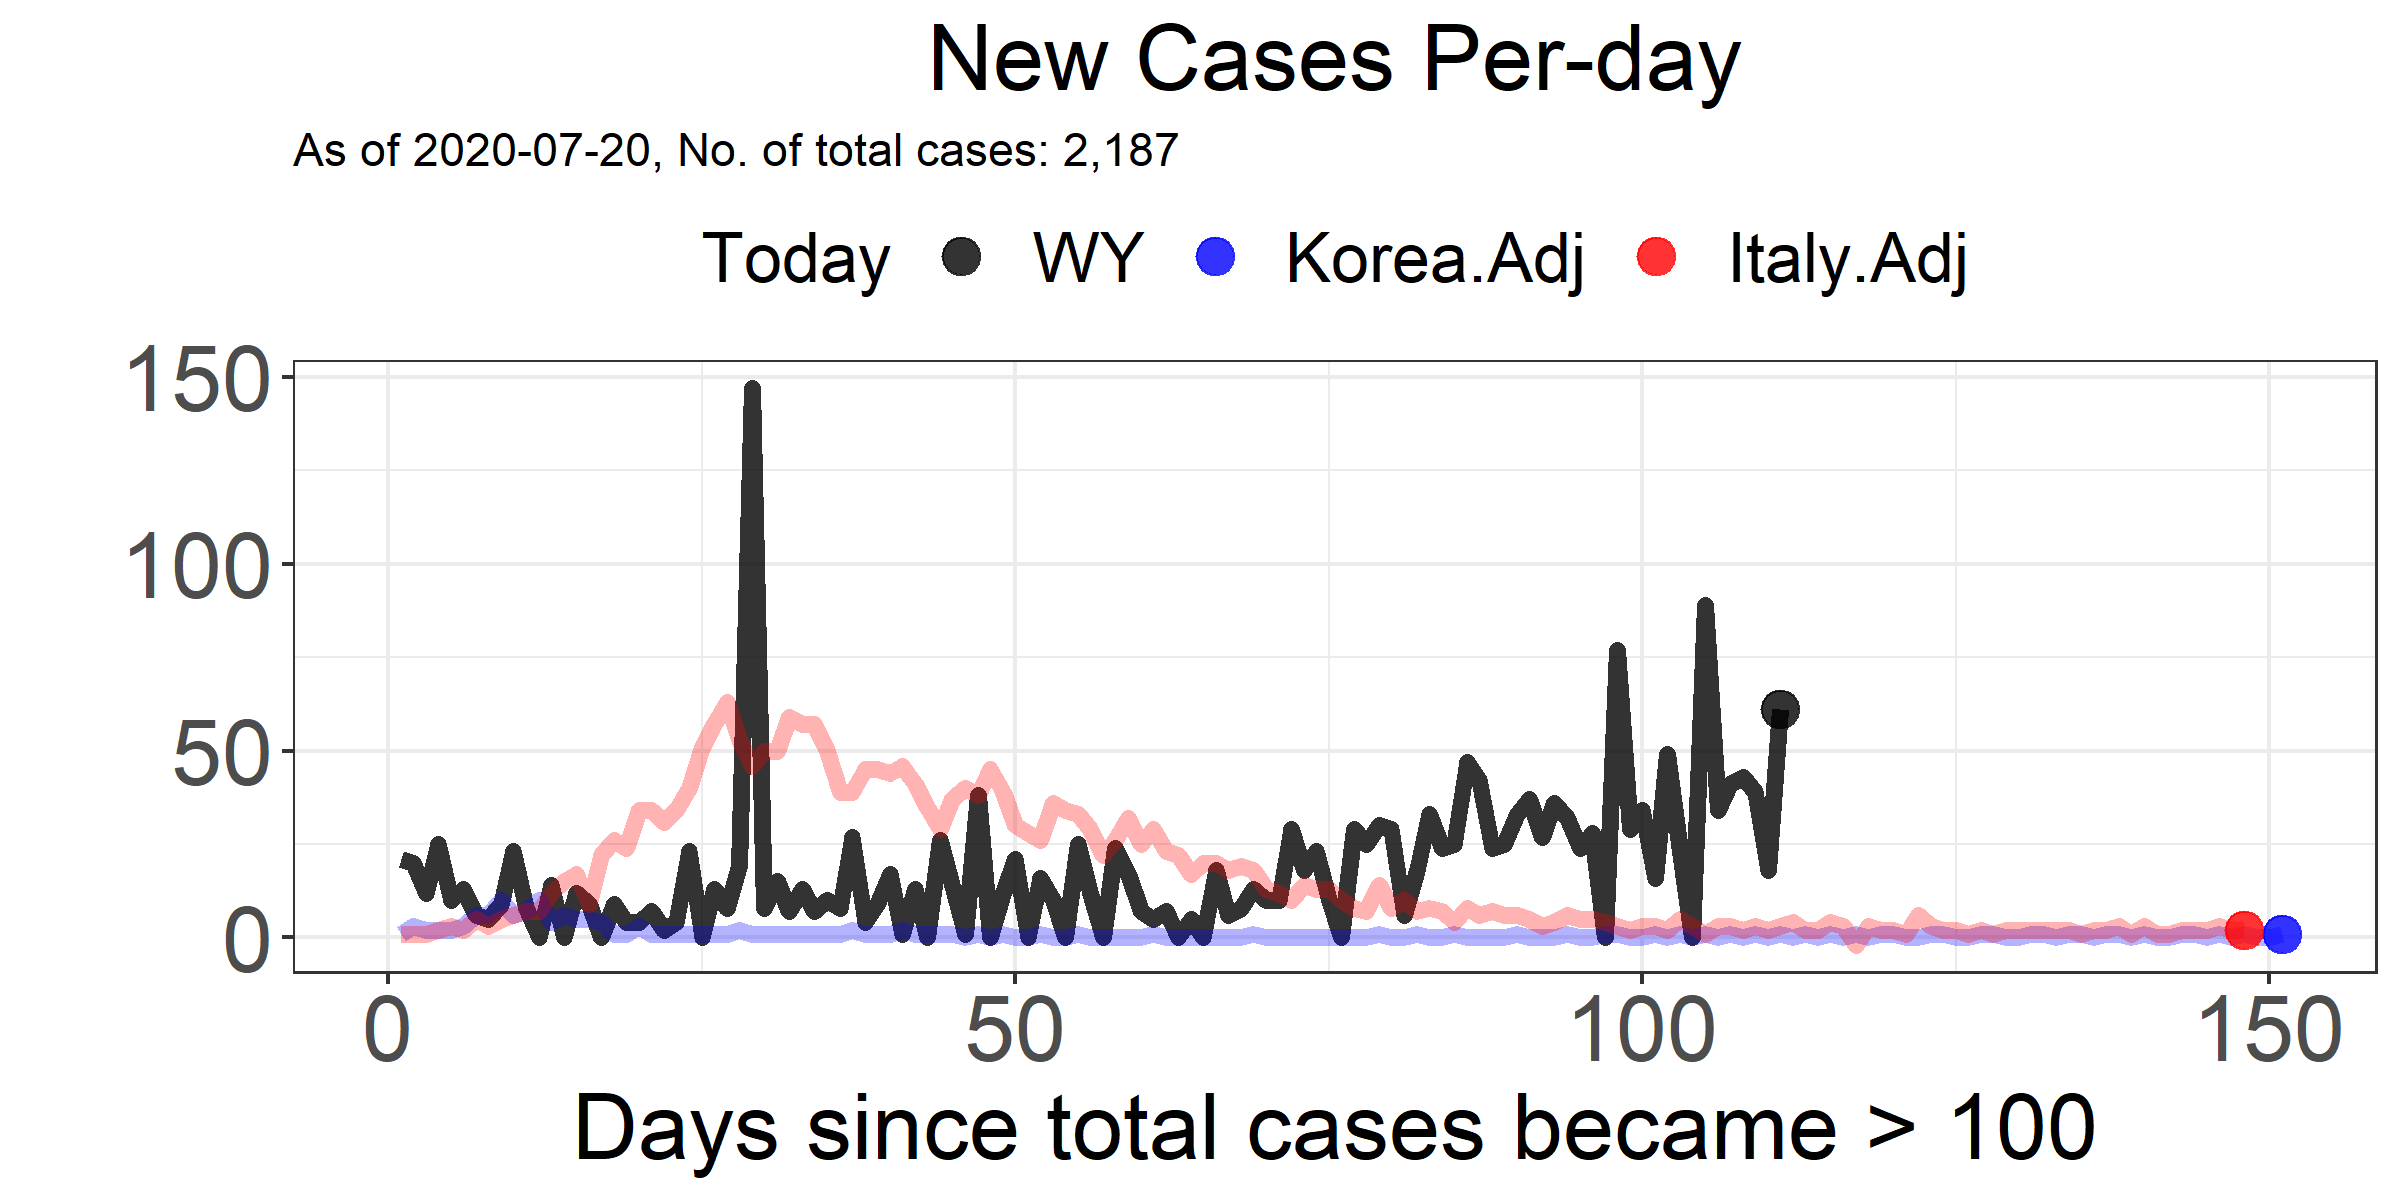 New Cases Per-day
As of 2020-07-20, No. of total cases: 2,187
Today WY Korea.Adj Italy.Adj
150
100
50
0
0 50 100 150
Days since total cases became > 100